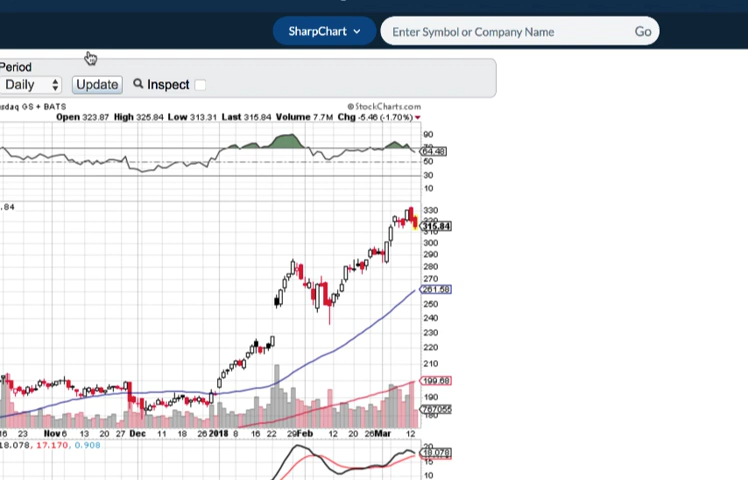 SharpChart
Enter Symbol or Company Name
Go
Period
Daily
Update
Inspect
sdaq GS + BATS
© StockCharts.com
Open 323.87 High 325.84 Low 313.31 Last 315.84 Volume 7.7M Chg -5.46 (-1.70%)
90
64.48
50
30
10
.84
330
315.84
300
290
280
270
261.58
250
240
230
220
210
199.68
190
767055
16 23 Nov 6 13 20 27 Dec 11 18 26 2018 8 16 22 29 Feb 12 20 26 Mar 12
18.078, 17.170, 0.908
20
18.078
15
10